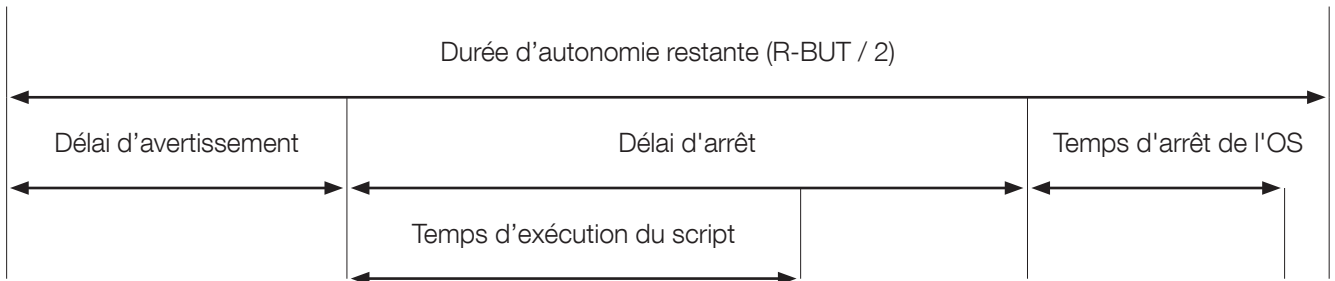 Durée d’autonomie restante (R-BUT / 2)
Délai d’avertissement
Délai d'arrêt
Temps d'arrêt de l'OS
Temps d’exécution du script